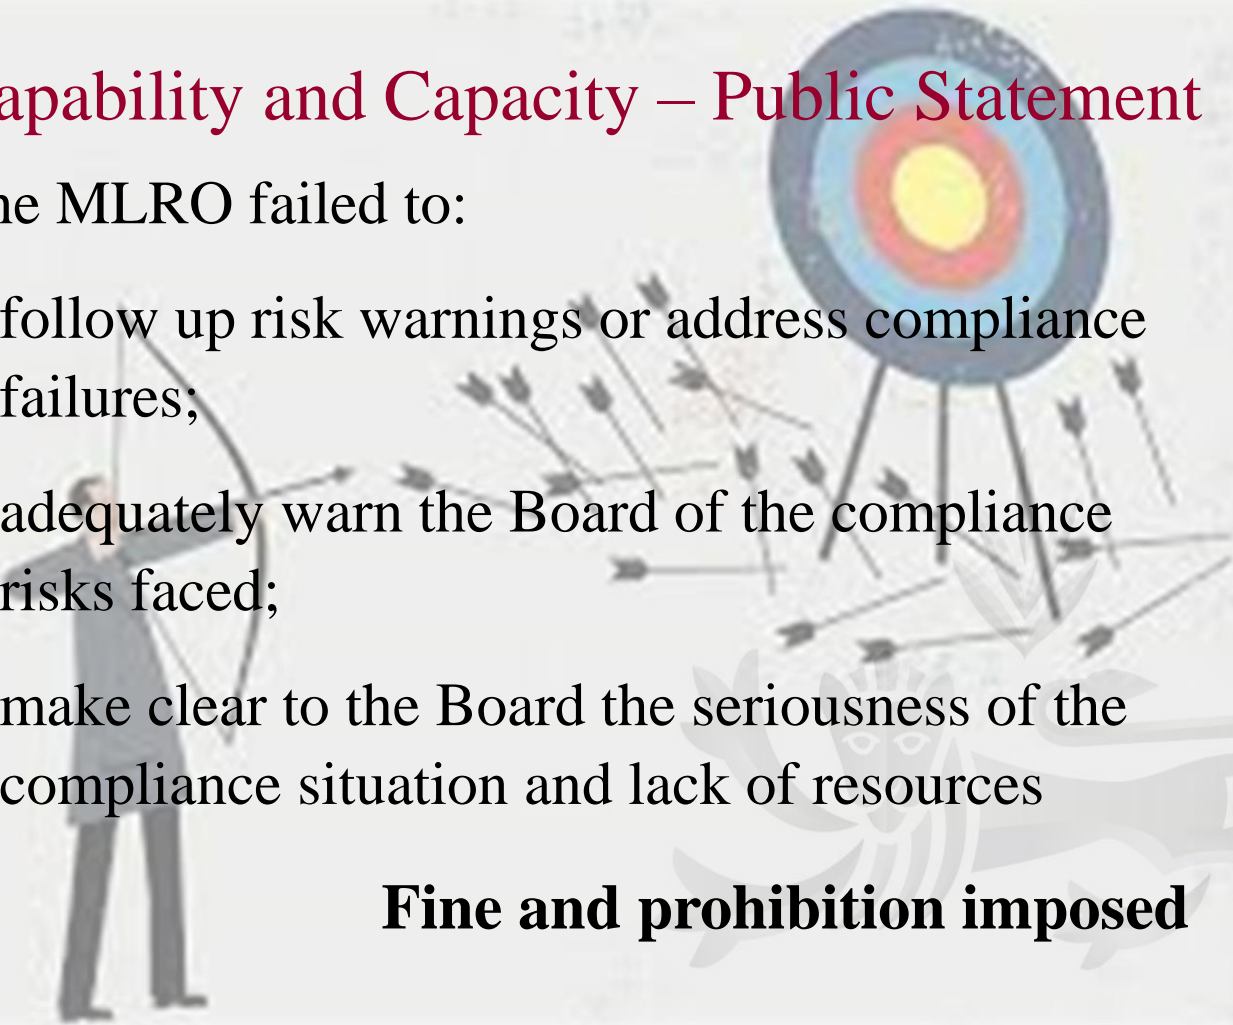 apability and Capacity – Public Statement
he MLRO failed to:
follow up risk warnings or address compliance
failures;
adequately warn the Board of the compliance
risks faced;
make clear to the Board the seriousness of the
compliance situation and lack of resources
Fine and prohibition imposed